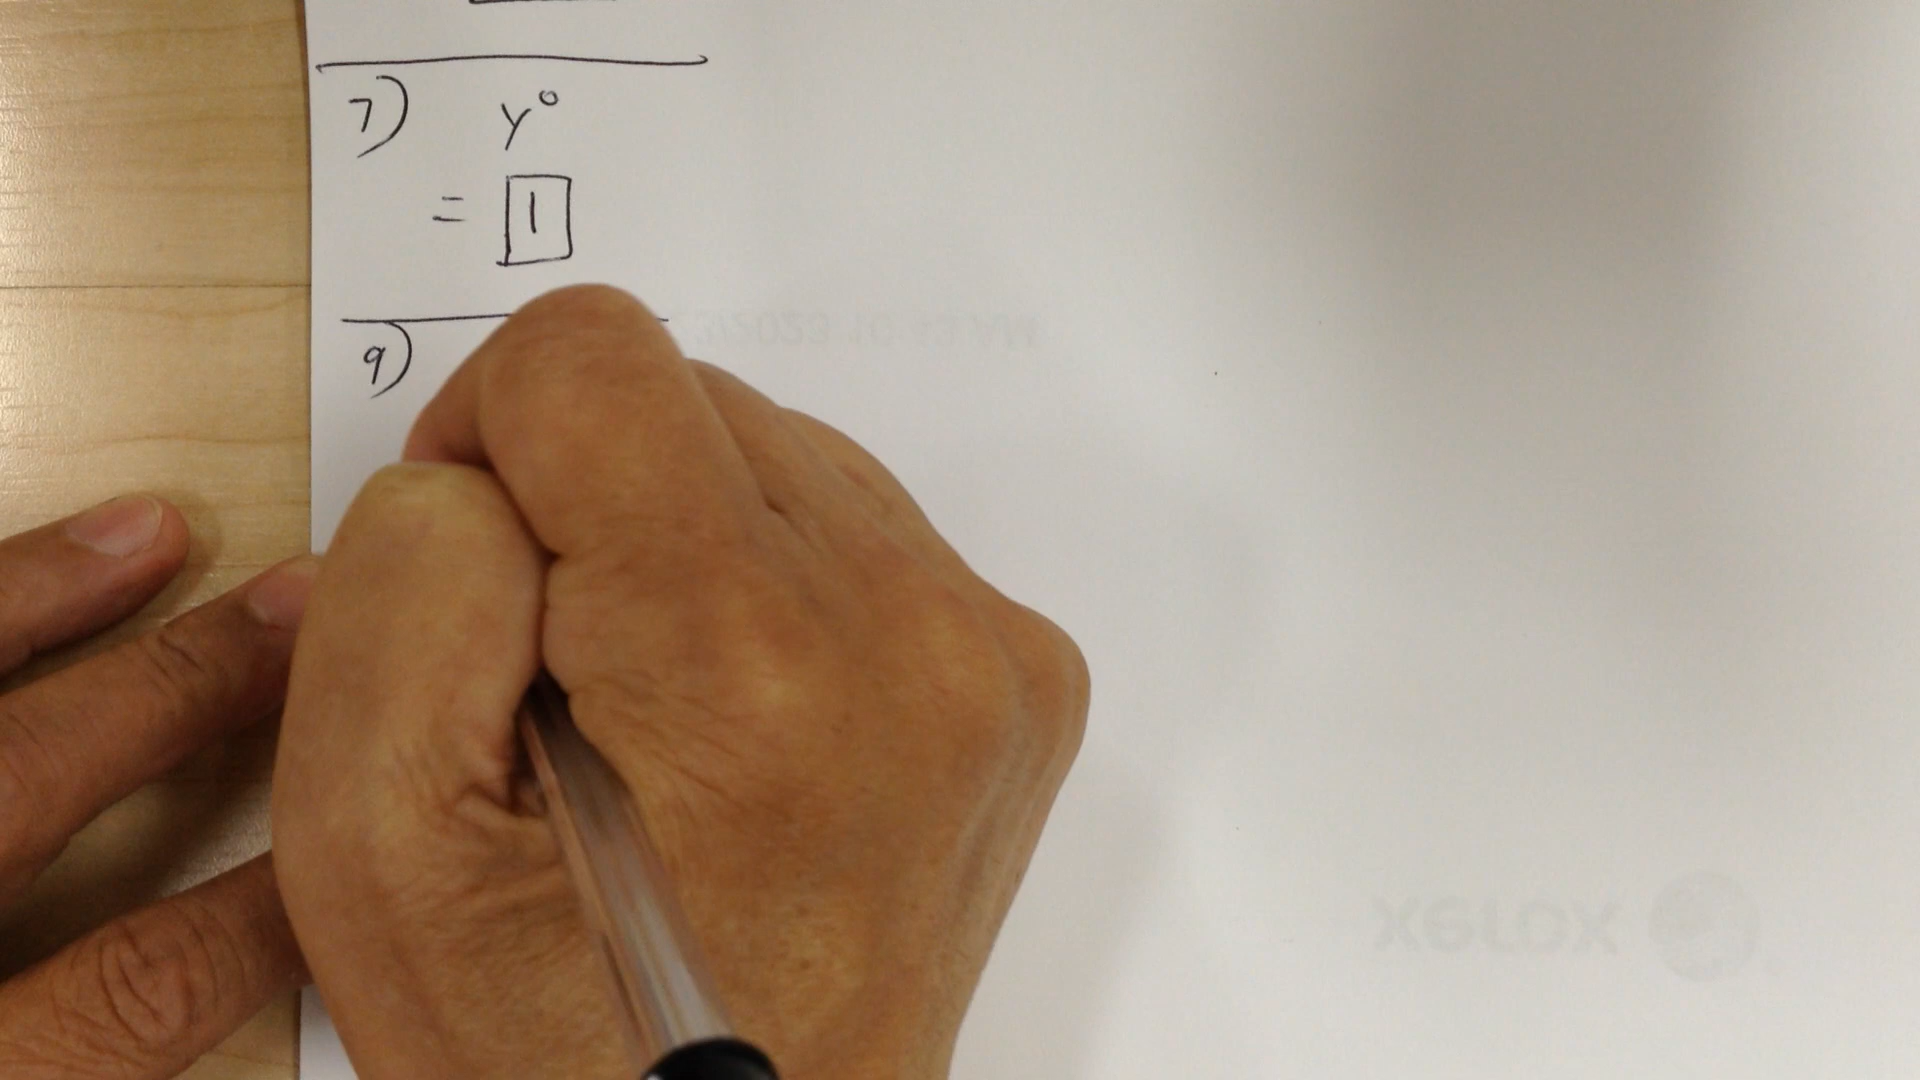 7) y⁰
= 1
9)